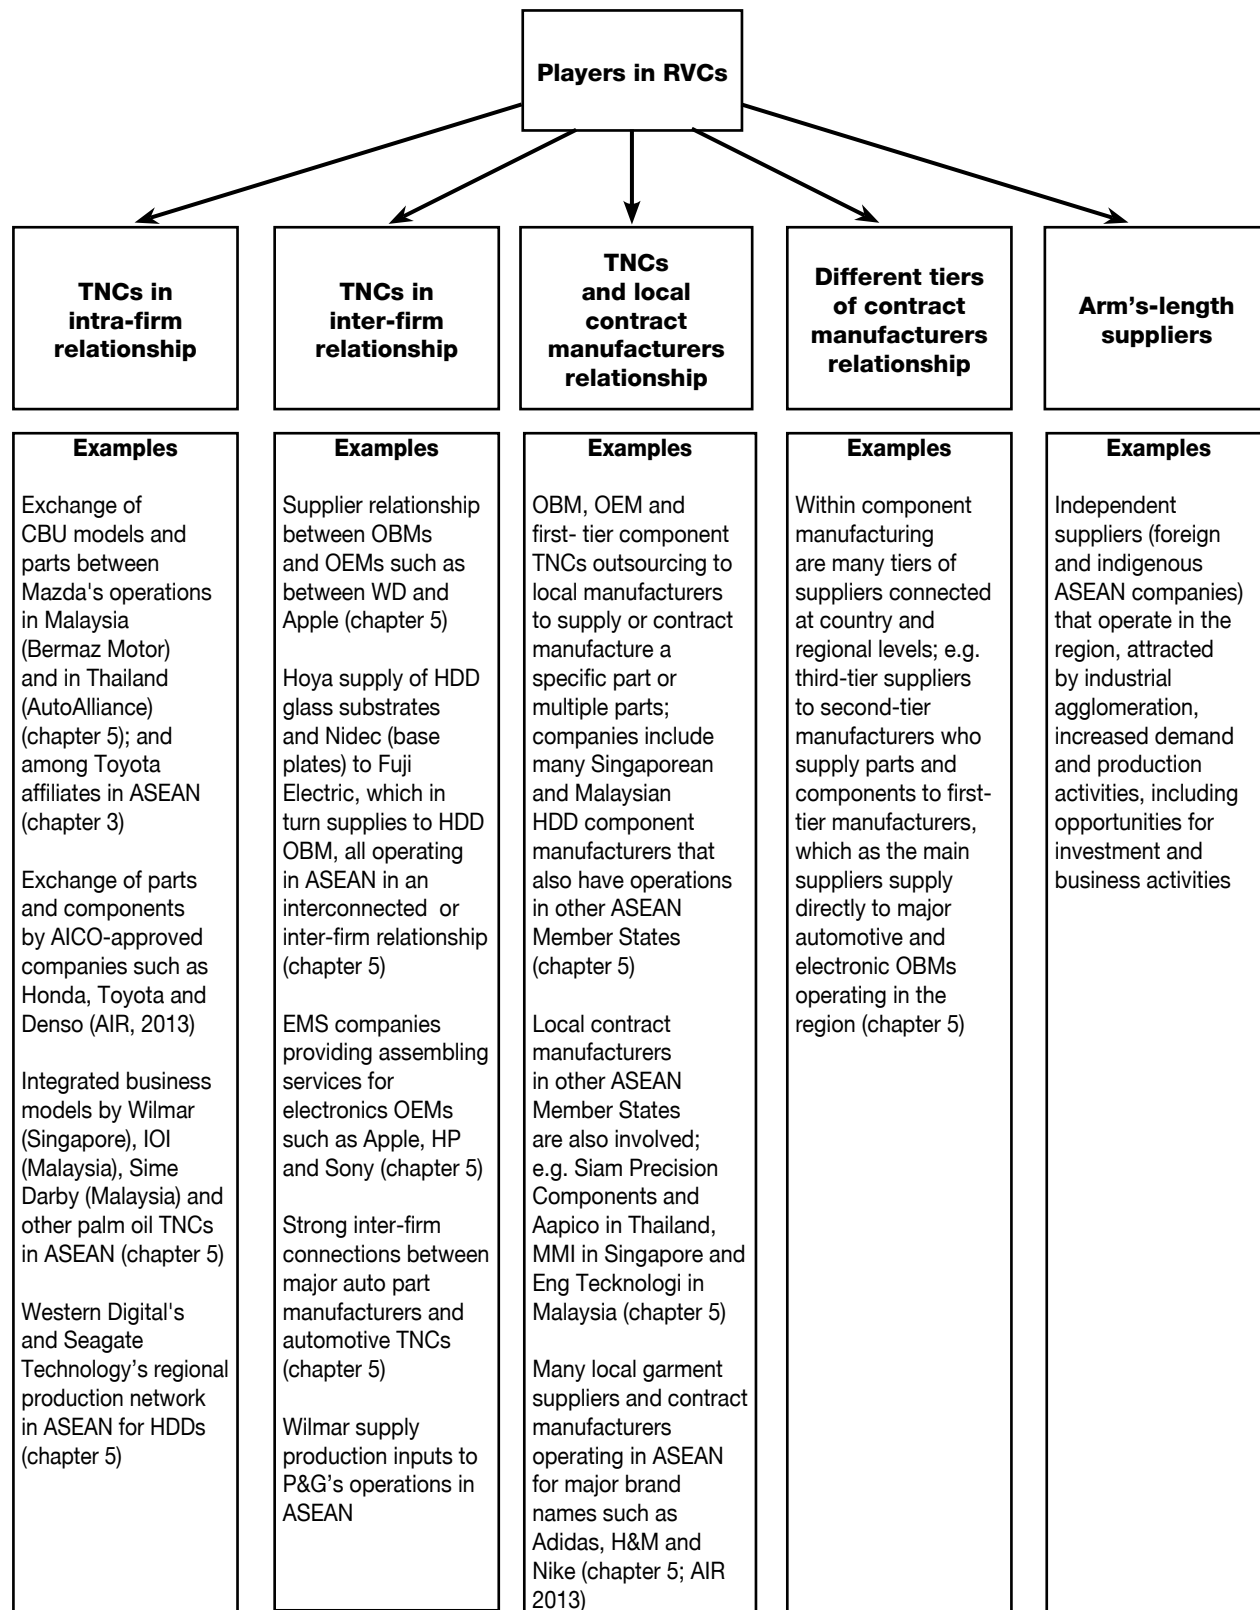 Players in RVCs
TNCs in
intra-firm
relationship
TNCs in
inter-firm
relationship
TNCs
and local
contract
manufacturers
relationship
Different tiers
of contract
manufacturers
relationship
Arm's-length
suppliers
Examples
Exchange of
CBU models and
parts between
Mazda's operations
in Malaysia
(Bermaz Motor)
and in Thailand
(AutoAlliance)
(chapter 5); and
among Toyota
affiliates in ASEAN
(chapter 3)
Exchange of parts
and components
by AICO-approved
companies such as
Honda, Toyota and
Denso (AIR, 2013)
Integrated business
models by Wilmar
(Singapore), IOI
(Malaysia), Sime
Darby (Malaysia) and
other palm oil TNCs
in ASEAN (chapter 5)
Western Digital's
and Seagate
Technology’s regional
production network
in ASEAN for HDDs
(chapter 5)
Examples
Supplier relationship
between OBMs
and OEMs such as
between WD and
Apple (chapter 5)
Hoya supply of HDD
glass substrates
and Nidec (base
plates) to Fuji
Electric, which in
turn supplies to HDD
OBM, all operating
in ASEAN in an
interconnected or
inter-firm relationship
(chapter 5)
EMS companies
providing assembling
services for
electronics OEMs
such as Apple, HP
and Sony (chapter 5)
Strong inter-firm
connections between
major auto part
manufacturers and
automotive TNCs
(chapter 5)
Wilmar supply
production inputs to
P&G’s operations in
ASEAN
Examples
OBM, OEM and
first- tier component
TNCs outsourcing to
local manufacturers
to supply or contract
manufacture a
specific part or
multiple parts;
companies include
many Singaporean
and Malaysian
HDD component
manufacturers that
also have operations
in other ASEAN
Member States
(chapter 5)
Local contract
manufacturers
in other ASEAN
Member States
are also involved;
e.g. Siam Precision
Components and
Aapico in Thailand,
MMI in Singapore and
Eng Tecknologi in
Malaysia (chapter 5)
Many local garment
suppliers and contract
manufacturers
operating in ASEAN
for major brand
names such as
Adidas, H&M and
Nike (chapter 5; AIR
2013)
Examples
Within component
manufacturing
are many tiers of
suppliers connected
at country and
regional levels; e.g.
third-tier suppliers
to second-tier
manufacturers who
supply parts and
components to first-
tier manufacturers,
which as the main
suppliers supply
directly to major
automotive and
electronic OBMs
operating in the
region (chapter 5)
Examples
Independent
suppliers (foreign
and indigenous
ASEAN companies)
that operate in the
region, attracted
by industrial
agglomeration,
increased demand
and production
activities, including
opportunities for
investment and
business activities